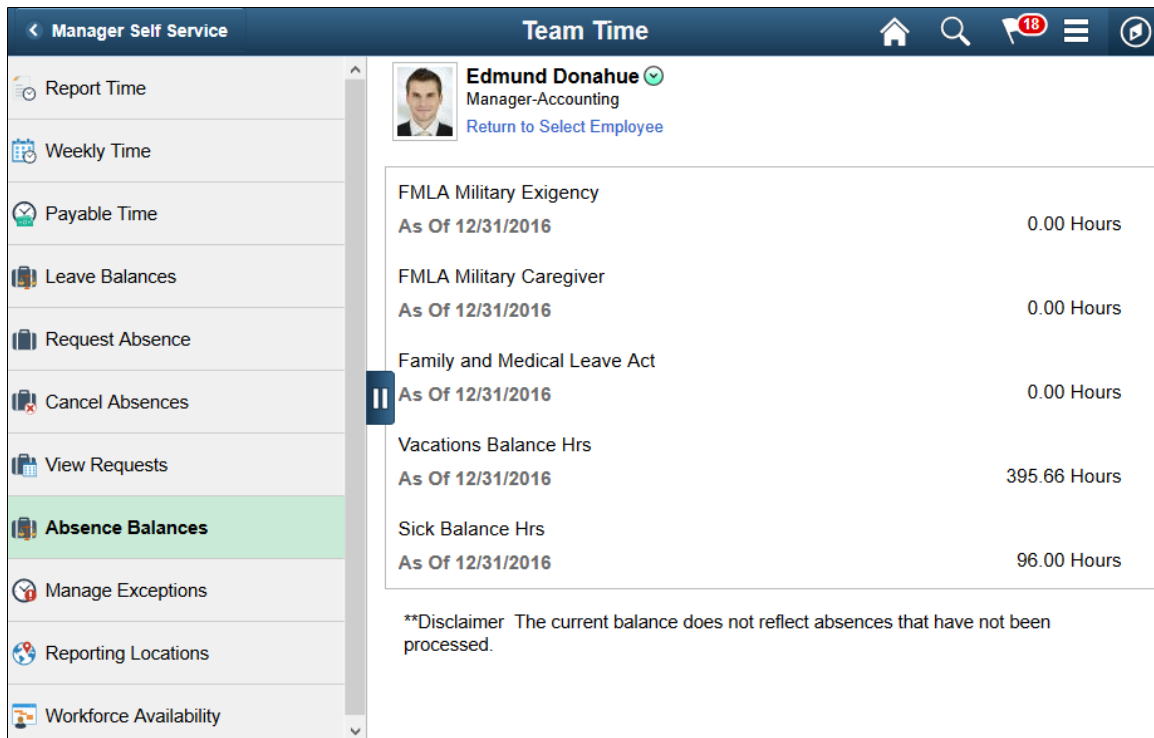 Manager Self Service
Team Time
18
Report Time
Weekly Time
Payable Time
Leave Balances
Request Absence
Cancel Absences
View Requests
Absence Balances
Manage Exceptions
Reporting Locations
Workforce Availability
Edmund Donahue
Manager-Accounting
Return to Select Employee
FMLA Military Exigency
As Of 12/31/2016 0.00 Hours
FMLA Military Caregiver
As Of 12/31/2016 0.00 Hours
Family and Medical Leave Act
As Of 12/31/2016 0.00 Hours
Vacations Balance Hrs
As Of 12/31/2016 395.66 Hours
Sick Balance Hrs
As Of 12/31/2016 96.00 Hours
**Disclaimer The current balance does not reflect absences that have not been
processed.